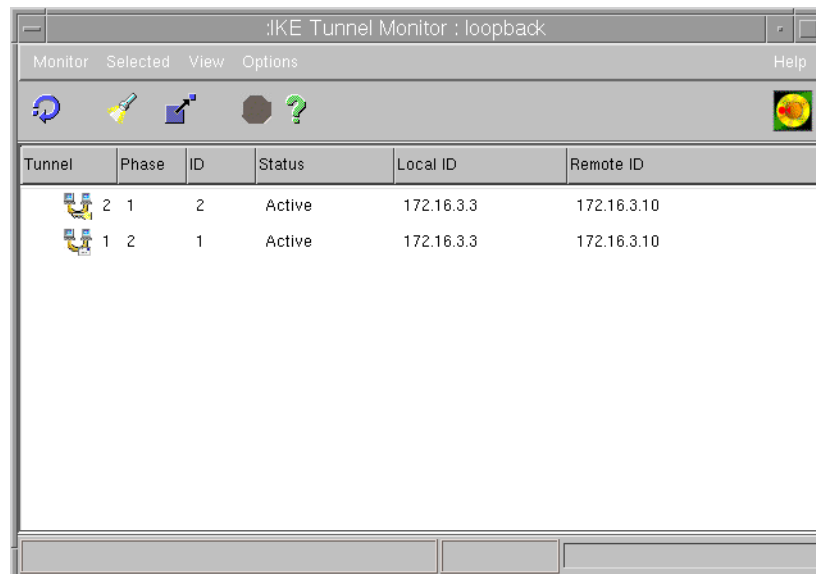 :IKE Tunnel Monitor : loopback
Monitor Selected View Options Help
Tunnel Phase ID Status Local ID Remote ID
2 1 2 Active 172.16.3.3 172.16.3.10
1 2 1 Active 172.16.3.3 172.16.3.10